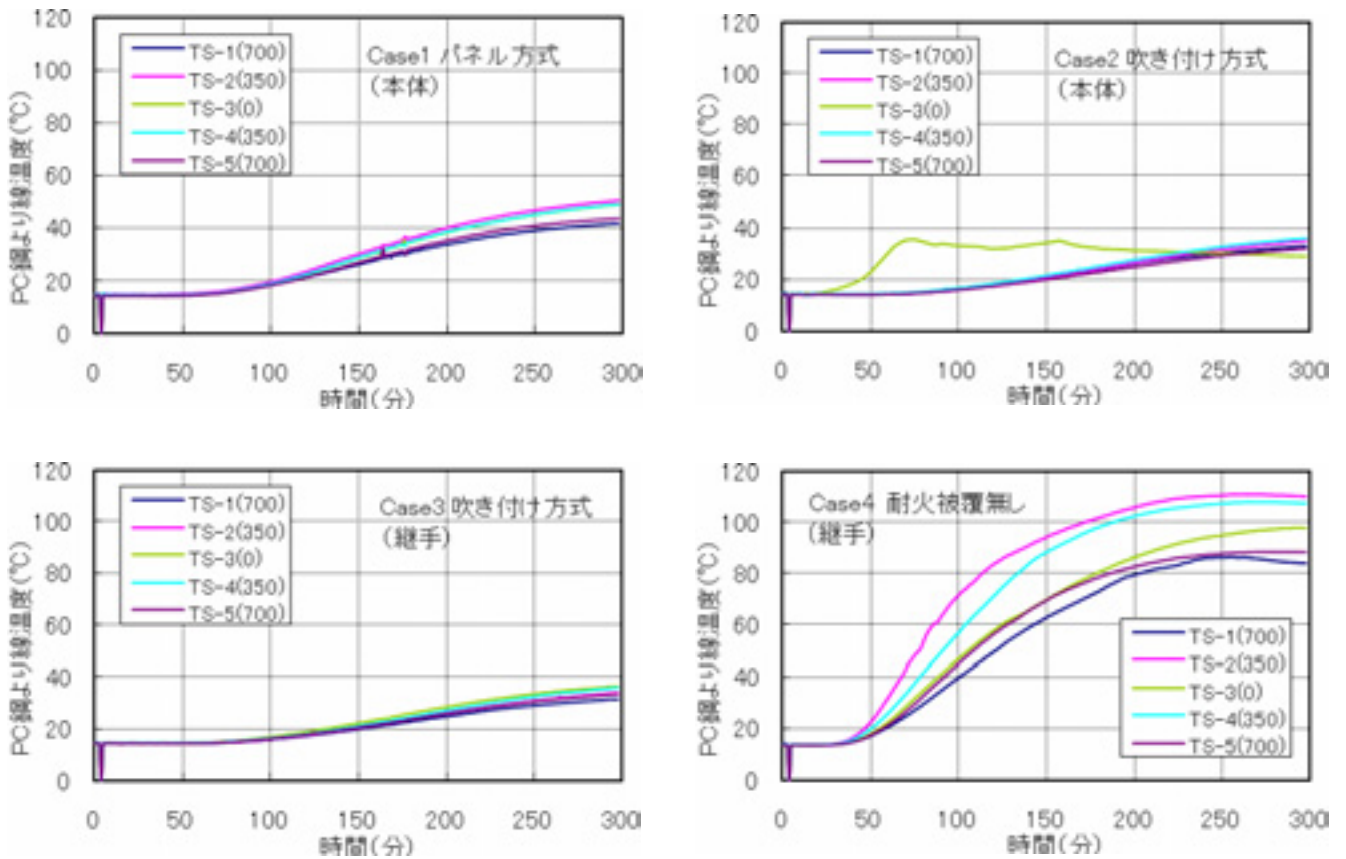 120
100
80
60
40
20
0
PC鋼より線温度(℃)
TS-1(700)
TS-2(350)
TS-3(0)
TS-4(350)
TS-5(700)
Case1 パネル方式
(本体)
0 50 100 150 200 250 300
時間(分)
120
100
80
60
40
20
0
PC鋼より線温度(℃)
TS-1(700)
TS-2(350)
TS-3(0)
TS-4(350)
TS-5(700)
Case2 吹き付け方式
(本体)
0 50 100 150 200 250 300
時間(分)
120
100
80
60
40
20
0
PC鋼より線温度(℃)
TS-1(700)
TS-2(350)
TS-3(0)
TS-4(350)
TS-5(700)
Case3 吹き付け方式
(継手)
0 50 100 150 200 250 300
時間(分)
120
100
80
60
40
20
0
PC鋼より線温度(℃)
Case4 耐火被覆無し
(継手)
TS-1(700)
TS-2(350)
TS-3(0)
TS-4(350)
TS-5(700)
0 50 100 150 200 250 300
時間(分)